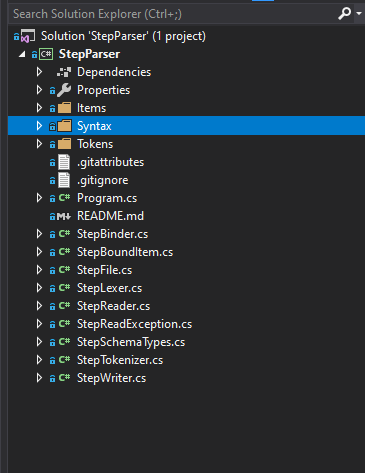 Search Solution Explorer (Ctrl+;)
Solution 'StepParser' (1 project)
C# StepParser
Dependencies
Properties
Items
Syntax
Tokens
.gitattributes
.gitignore
C# Program.cs
M↓ README.md
C# StepBinder.cs
C# StepBoundItem.cs
C# StepFile.cs
C# StepLexer.cs
C# StepReader.cs
C# StepReadException.cs
C# StepSchemaTypes.cs
C# StepTokenizer.cs
C# StepWriter.cs